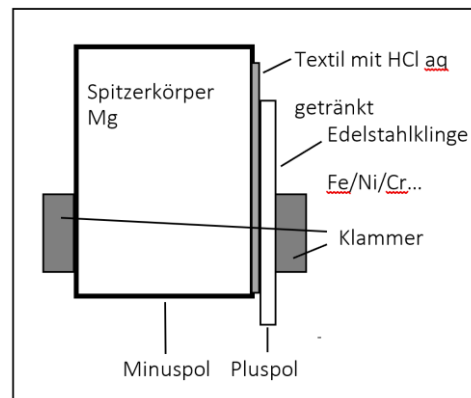 Textil mit HCl aq
Spitzerkörper
Mg
getränkt
Edelstahlklinge
Fe/Ni/Cr...
Klammer
Minuspol Pluspol